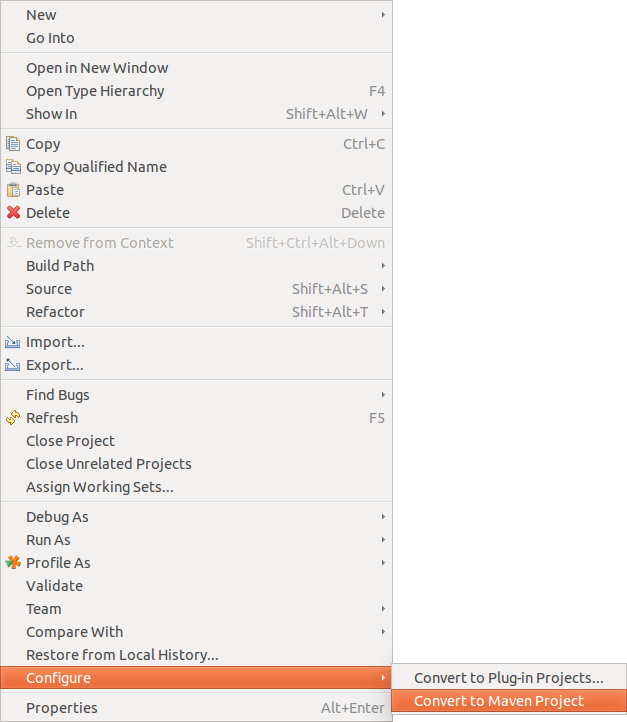 New
Go Into
Open in New Window
Open Type Hierarchy F4
Show In Shift+Alt+W
Copy Ctrl+C
Copy Qualified Name
Paste Ctrl+V
Delete Delete
Remove from Context Shift+Ctrl+Alt+Down
Build Path
Source Shift+Alt+S
Refactor Shift+Alt+T
Import...
Export...
Find Bugs
Refresh F5
Close Project
Close Unrelated Projects
Assign Working Sets...
Debug As
Run As
Profile As
Validate
Team
Compare With
Restore from Local History...
Configure Convert to Plug-in Projects...
Convert to Maven Project
Properties Alt+Enter